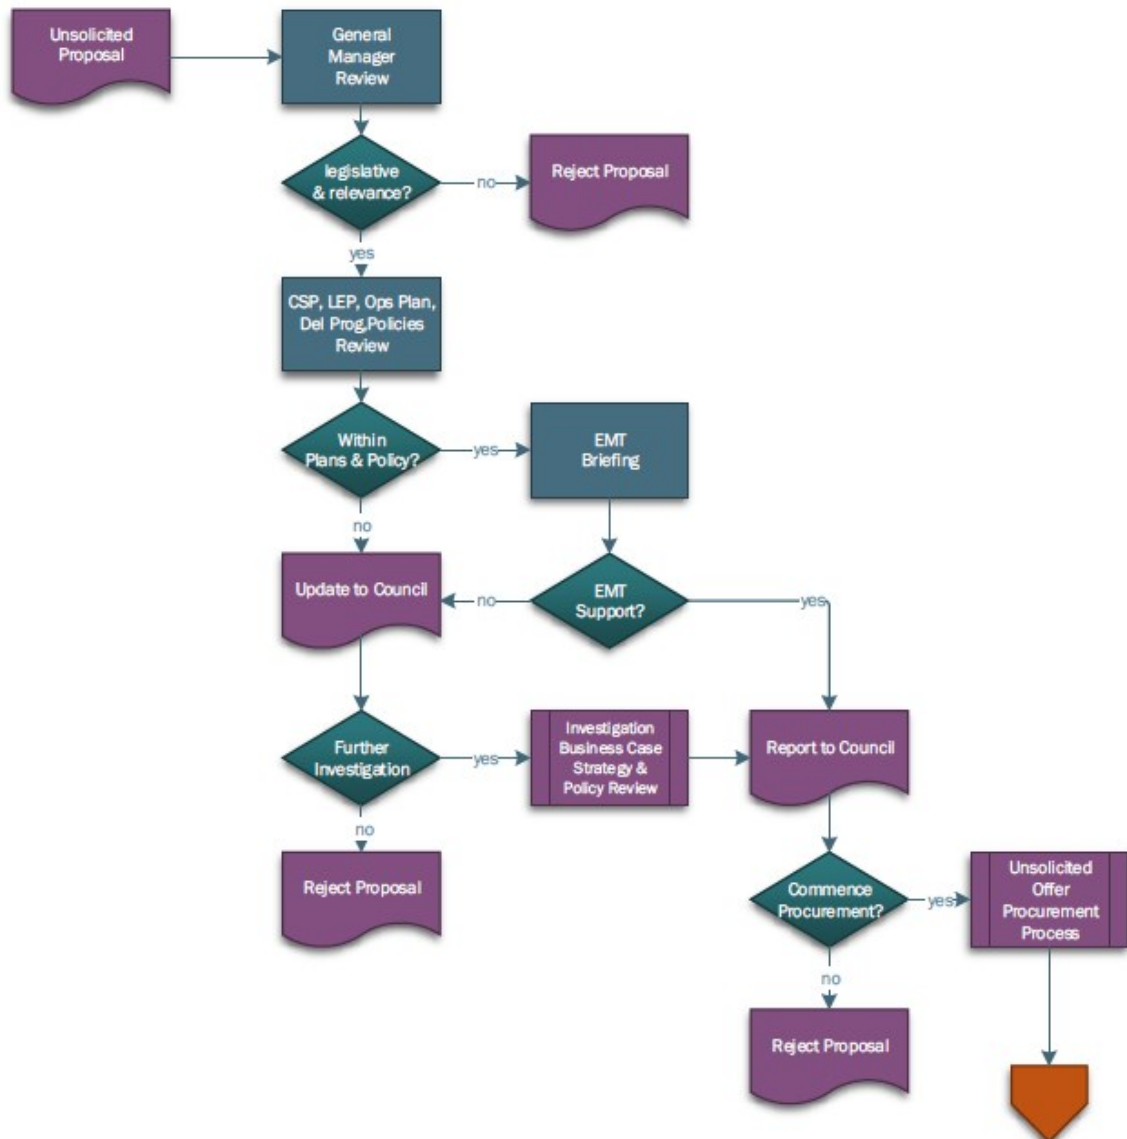 Unsolicited
Proposal
General
Manager
Review
legislative
& relevance?
no
Reject Proposal
yes
CSP, LEP, Ops Plan,
Del Prog,Policies
Review
Within
Plans & Policy?
yes
EMT
Briefing
no
Update to Council
no
EMT
Support?
yes
Further
Investigation
yes
Investigation
Business Case
Strategy &
Policy Review
Report to Council
no
Reject Proposal
Commence
Procurement?
yes
Unsolicited
Offer
Procurement
Process
no
Reject Proposal